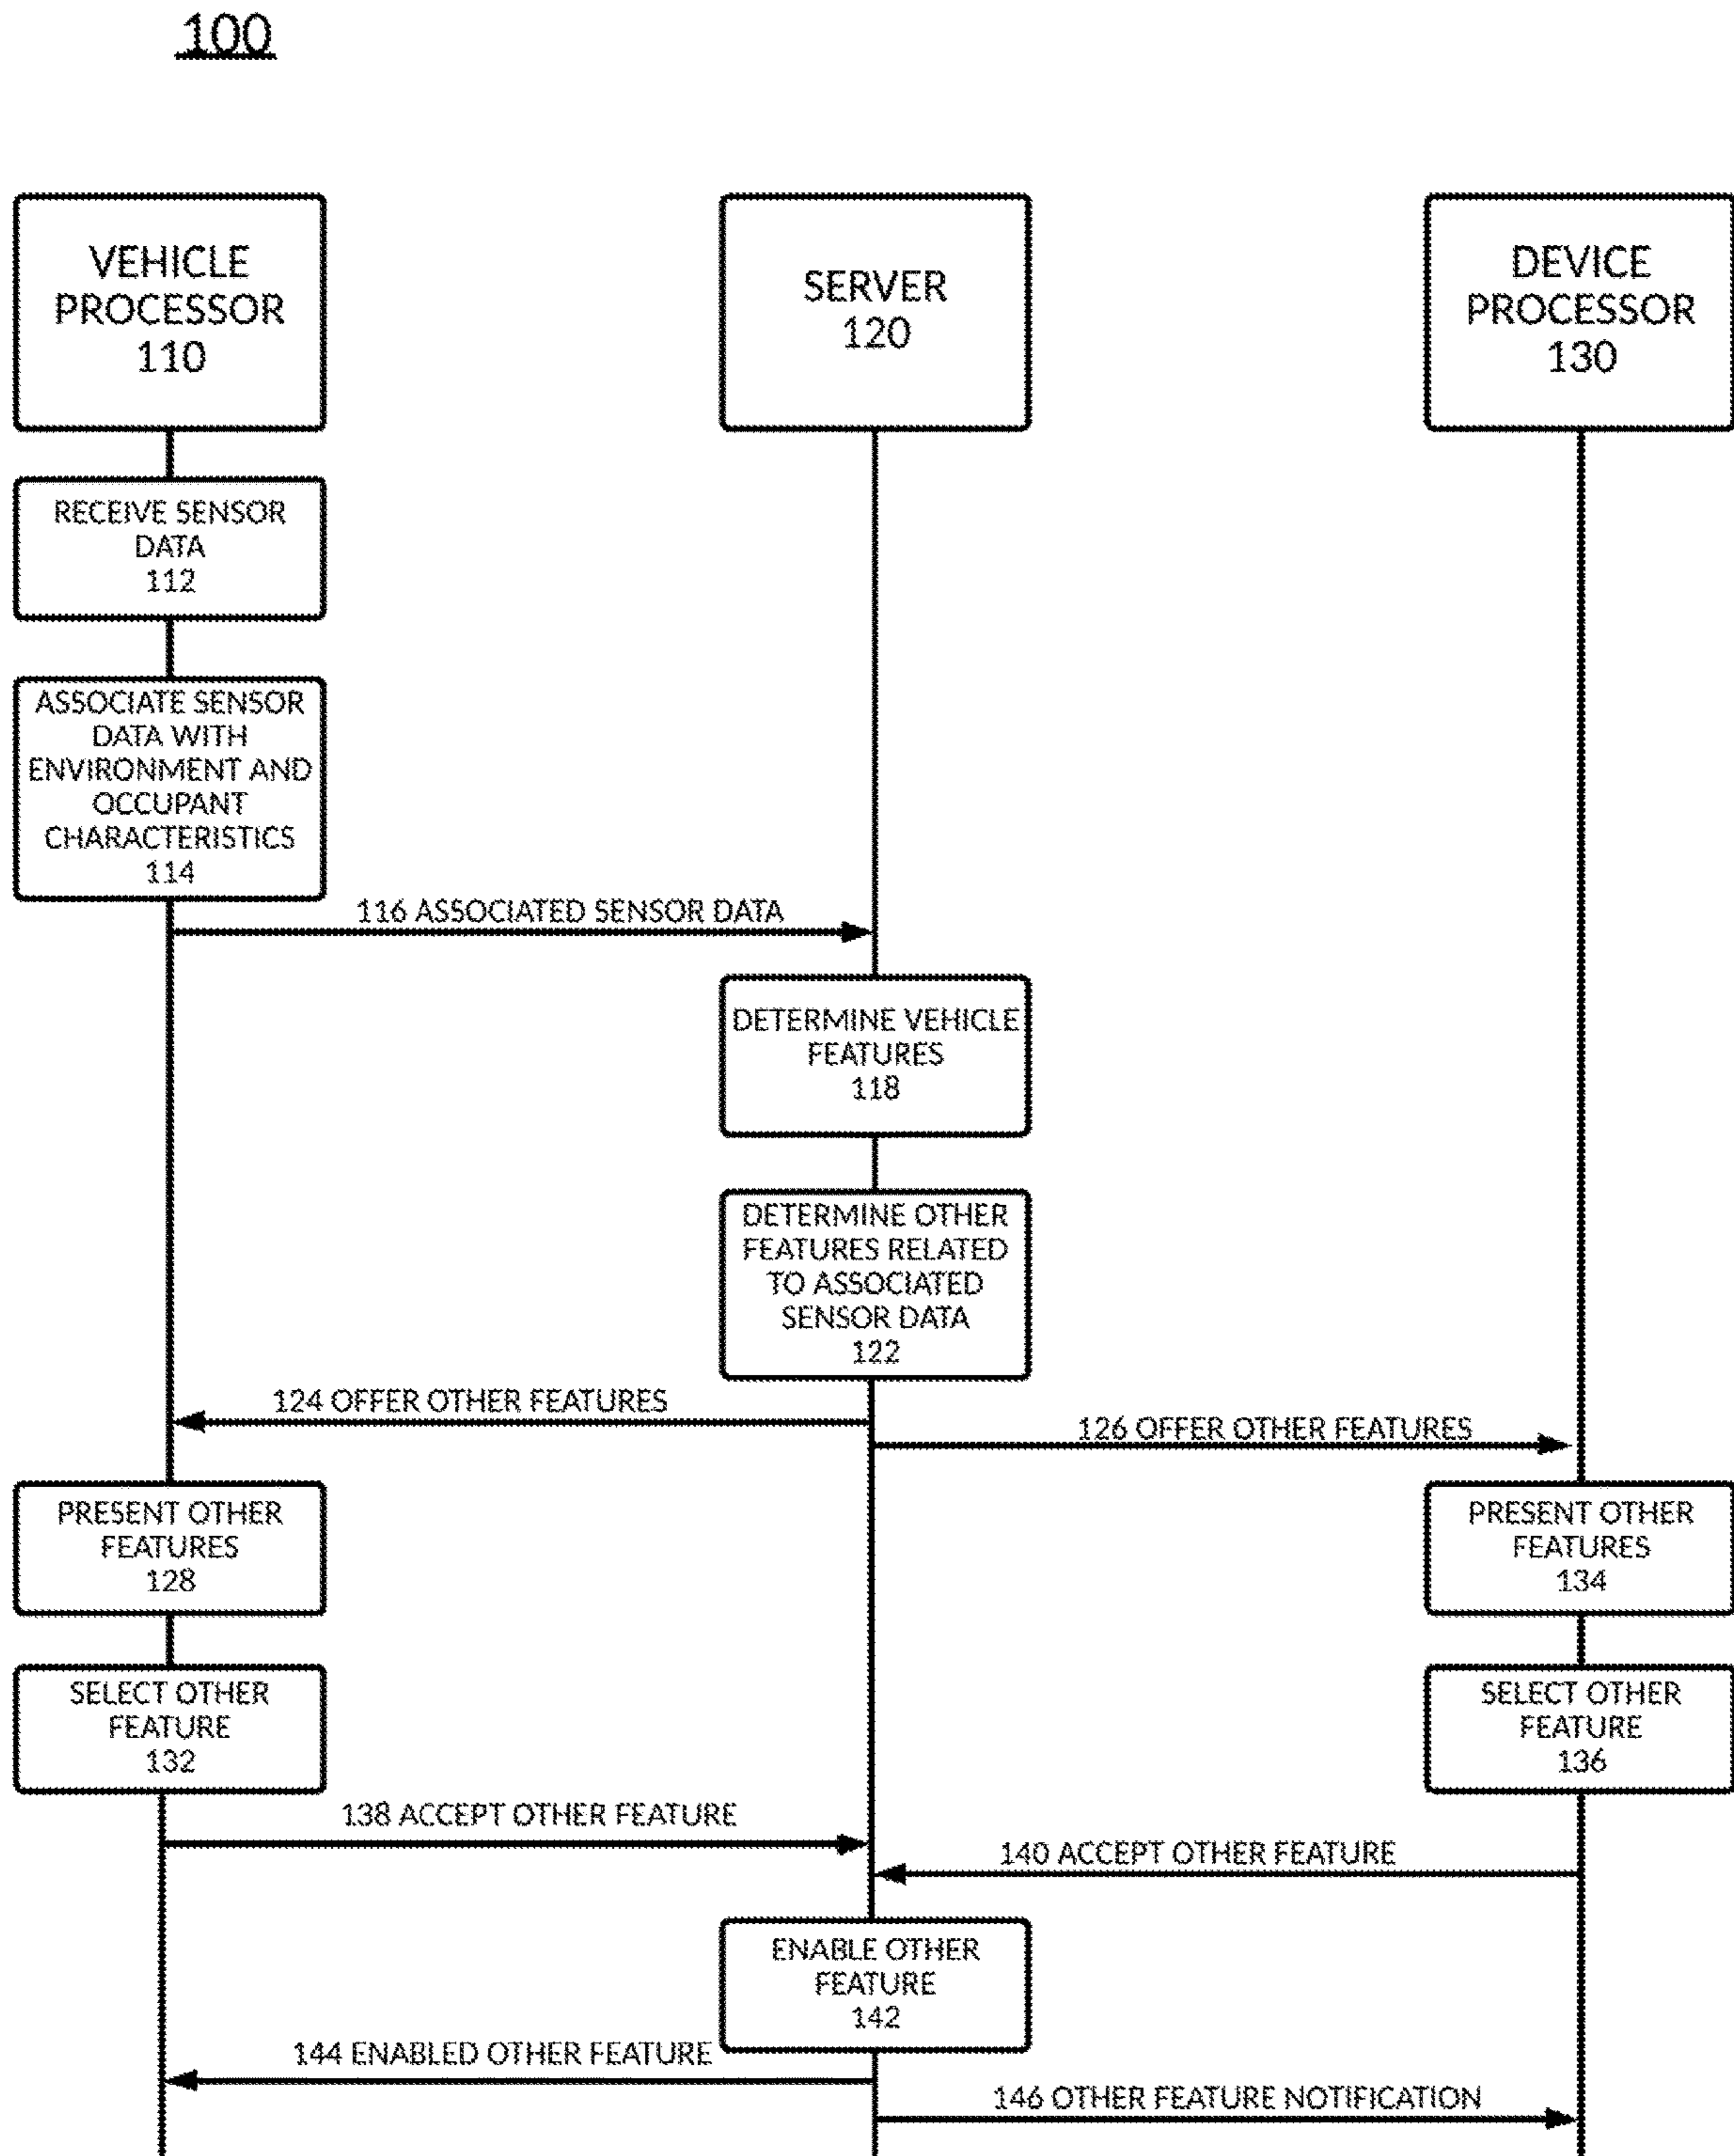 100
VEHICLE
PROCESSOR
110
SERVER
120
DEVICE
PROCESSOR
130
RECEIVE SENSOR
DATA
112
ASSOCIATE SENSOR
DATA WITH
ENVIRONMENT AND
OCCUPANT
CHARACTERISTICS
114
116 ASSOCIATED SENSOR DATA
DETERMINE VEHICLE
FEATURES
118
DETERMINE OTHER
FEATURES RELATED
TO ASSOCIATED
SENSOR DATA
122
124 OFFER OTHER FEATURES
126 OFFER OTHER FEATURES
PRESENT OTHER
FEATURES
128
PRESENT OTHER
FEATURES
134
SELECT OTHER
FEATURE
132
SELECT OTHER
FEATURE
136
138 ACCEPT OTHER FEATURE
140 ACCEPT OTHER FEATURE
ENABLE OTHER
FEATURE
142
144 ENABLED OTHER FEATURE
146 OTHER FEATURE NOTIFICATION